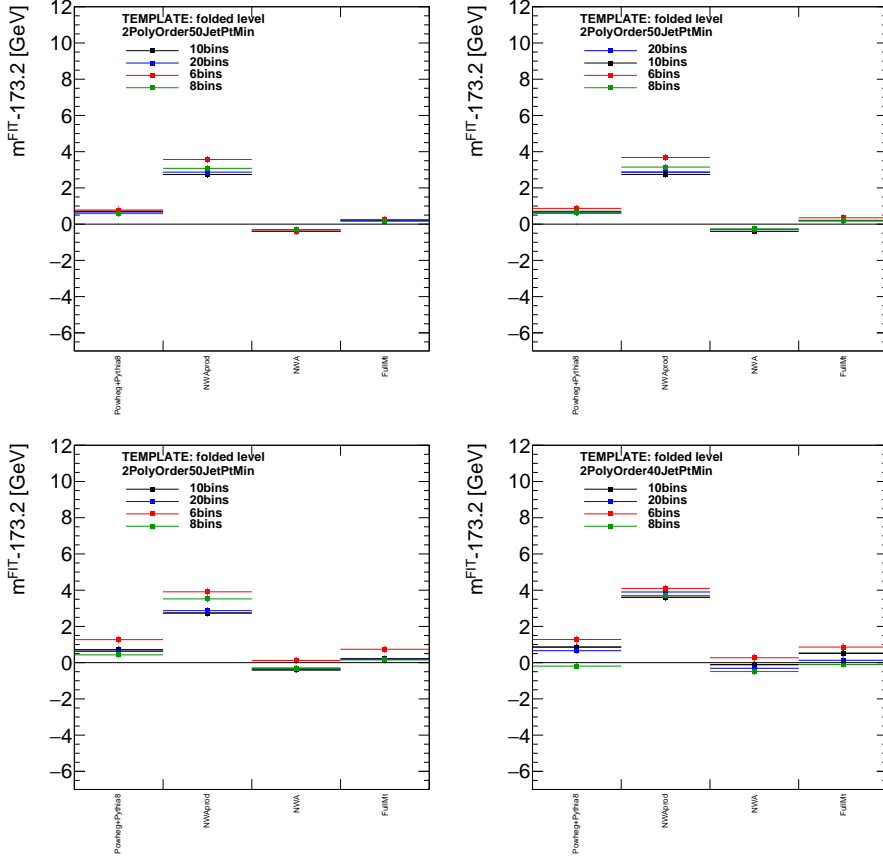 TEMPLATE: folded level
2PolyOrder50JetPtMin
10bins
20bins
6bins
8bins
m^FIT-173.2 [GeV]
12
10
8
6
4
2
0
−2
−4
−6
Powheg+Pythia8
NWAprod
NWA
FullMt
TEMPLATE: folded level
2PolyOrder50JetPtMin
20bins
10bins
6bins
8bins
m^FIT-173.2 [GeV]
12
10
8
6
4
2
0
−2
−4
−6
Powheg+Pythia8
NWAprod
NWA
FullMt
TEMPLATE: folded level
2PolyOrder50JetPtMin
10bins
20bins
6bins
8bins
m^FIT-173.2 [GeV]
12
10
8
6
4
2
0
−2
−4
−6
Powheg+Pythia8
NWAprod
NWA
FullMt
TEMPLATE: folded level
2PolyOrder40JetPtMin
10bins
20bins
6bins
8bins
m^FIT-173.2 [GeV]
12
10
8
6
4
2
0
−2
−4
−6
Powheg+Pythia8
NWAprod
NWA
FullMt